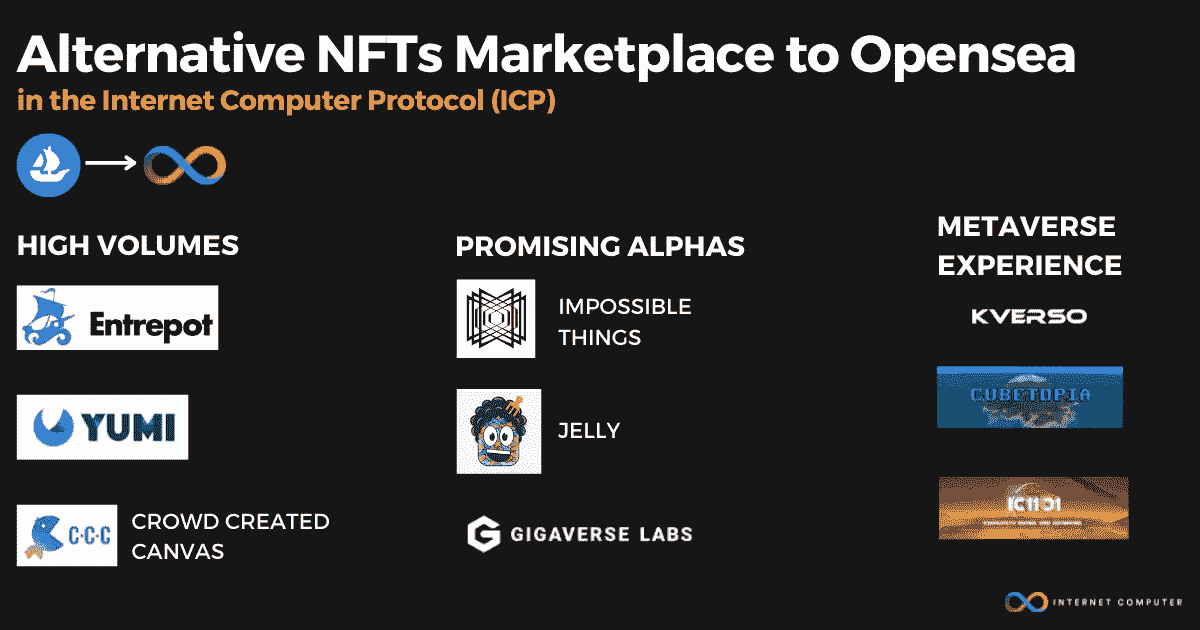 Alternative NFTs Marketplace to Opensea
in the Internet Computer Protocol (ICP)
HIGH VOLUMES
Entrepot
YUMI
C·C·C
CROWD CREATED
CANVAS
PROMISING ALPHAS
IMPOSSIBLE
THINGS
JELLY
GIGAVERSE LABS
METAVERSE
EXPERIENCE
KVERSO
CUBETOPIA
INTERNET COMPUTER